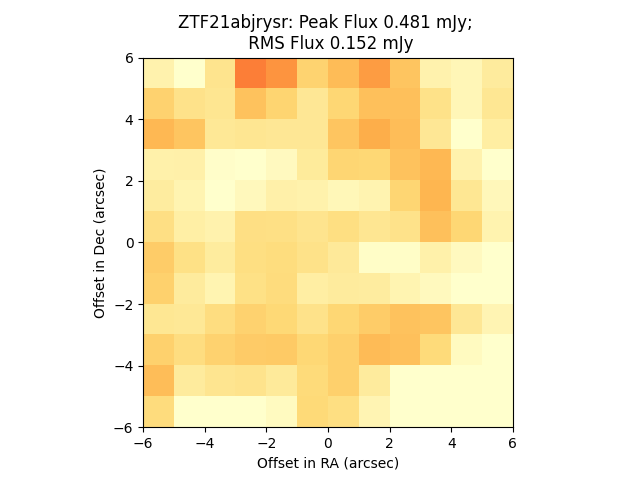 ZTF21abjrysr: Peak Flux 0.481 mJy;
RMS Flux 0.152 mJy
6
4
2
0
−2
−4
−6
Offset in Dec (arcsec)
−6 −4 −2 0 2 4 6
Offset in RA (arcsec)